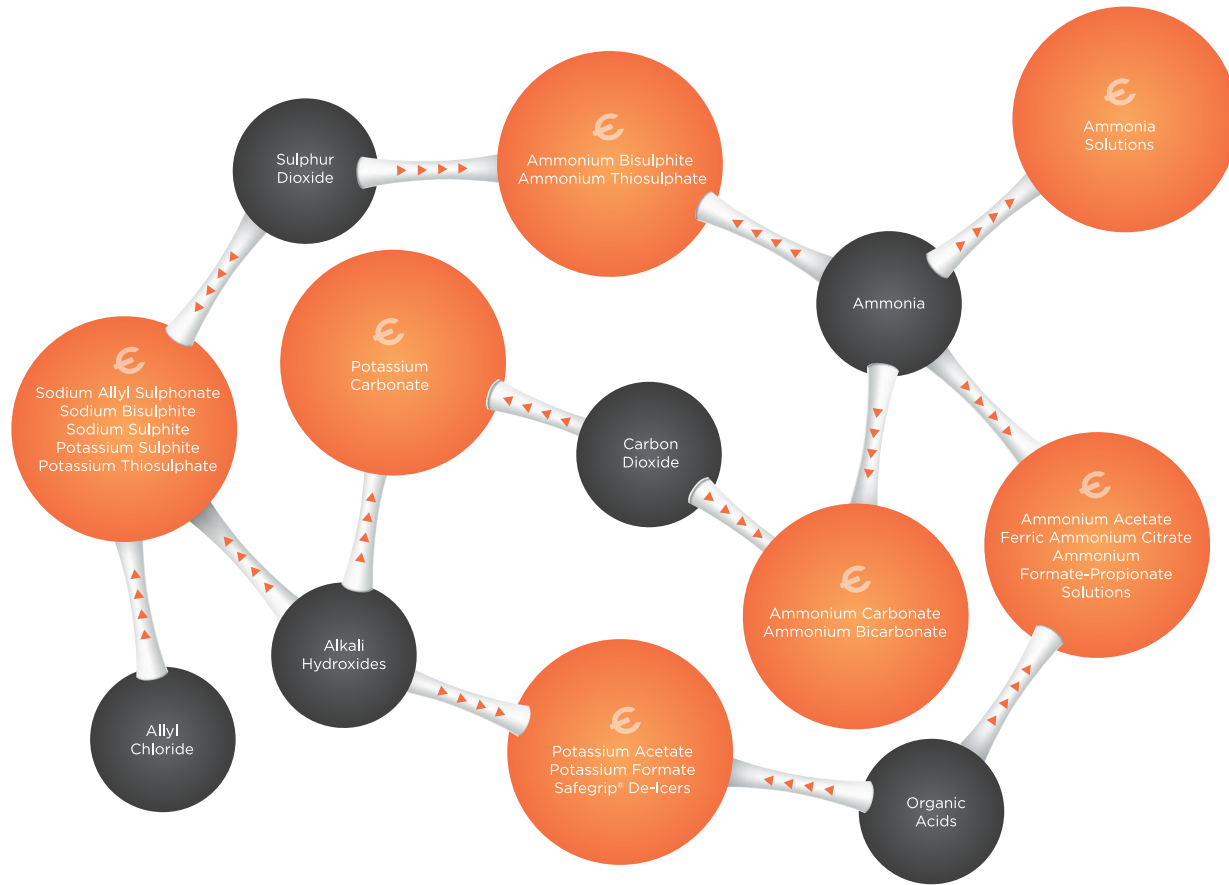 Sulphur
Dioxide
Ammonium Bisulphite
Ammonium Thiosulphate
Ammonia
Solutions
Ammonia
Potassium
Carbonate
Sodium Allyl Sulphonate
Sodium Bisulphite
Sodium Sulphite
Potassium Sulphite
Potassium Thiosulphate
Carbon
Dioxide
Ammonium Acetate
Ferric Ammonium Citrate
Ammonium
Formate-Propionate
Solutions
Ammonium Carbonate
Ammonium Bicarbonate
Alkali
Hydroxides
Allyl
Chloride
Potassium Acetate
Potassium Formate
Safegrip® De-Icers
Organic
Acids